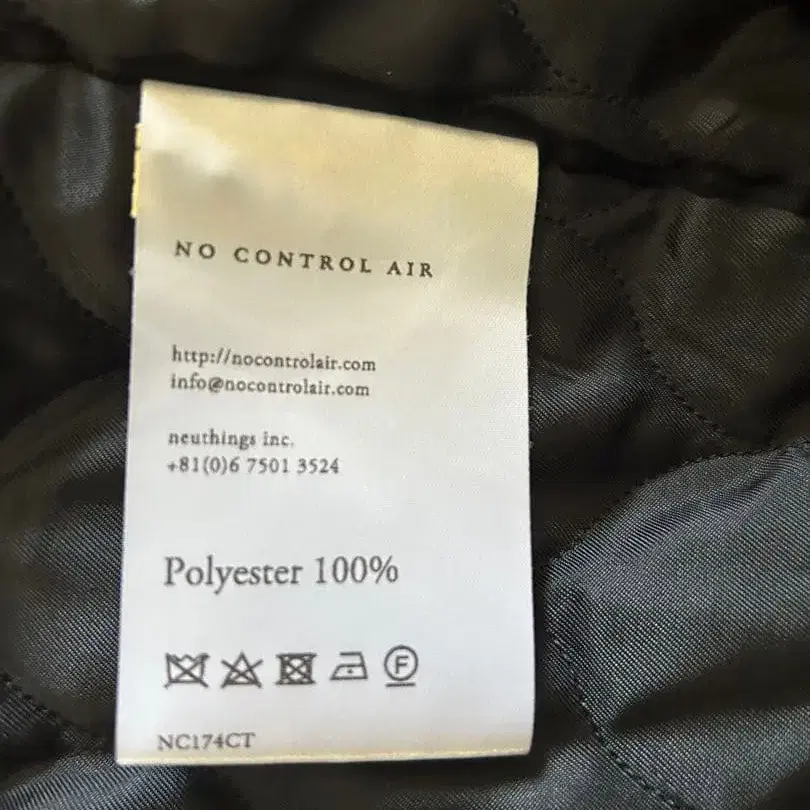 NO CONTROL AIR
http://nocontrolair.com
info@nocontrolair.com
neuthings inc.
+81(0)6 7501 3524
Polyester 100%
F
NC174CT